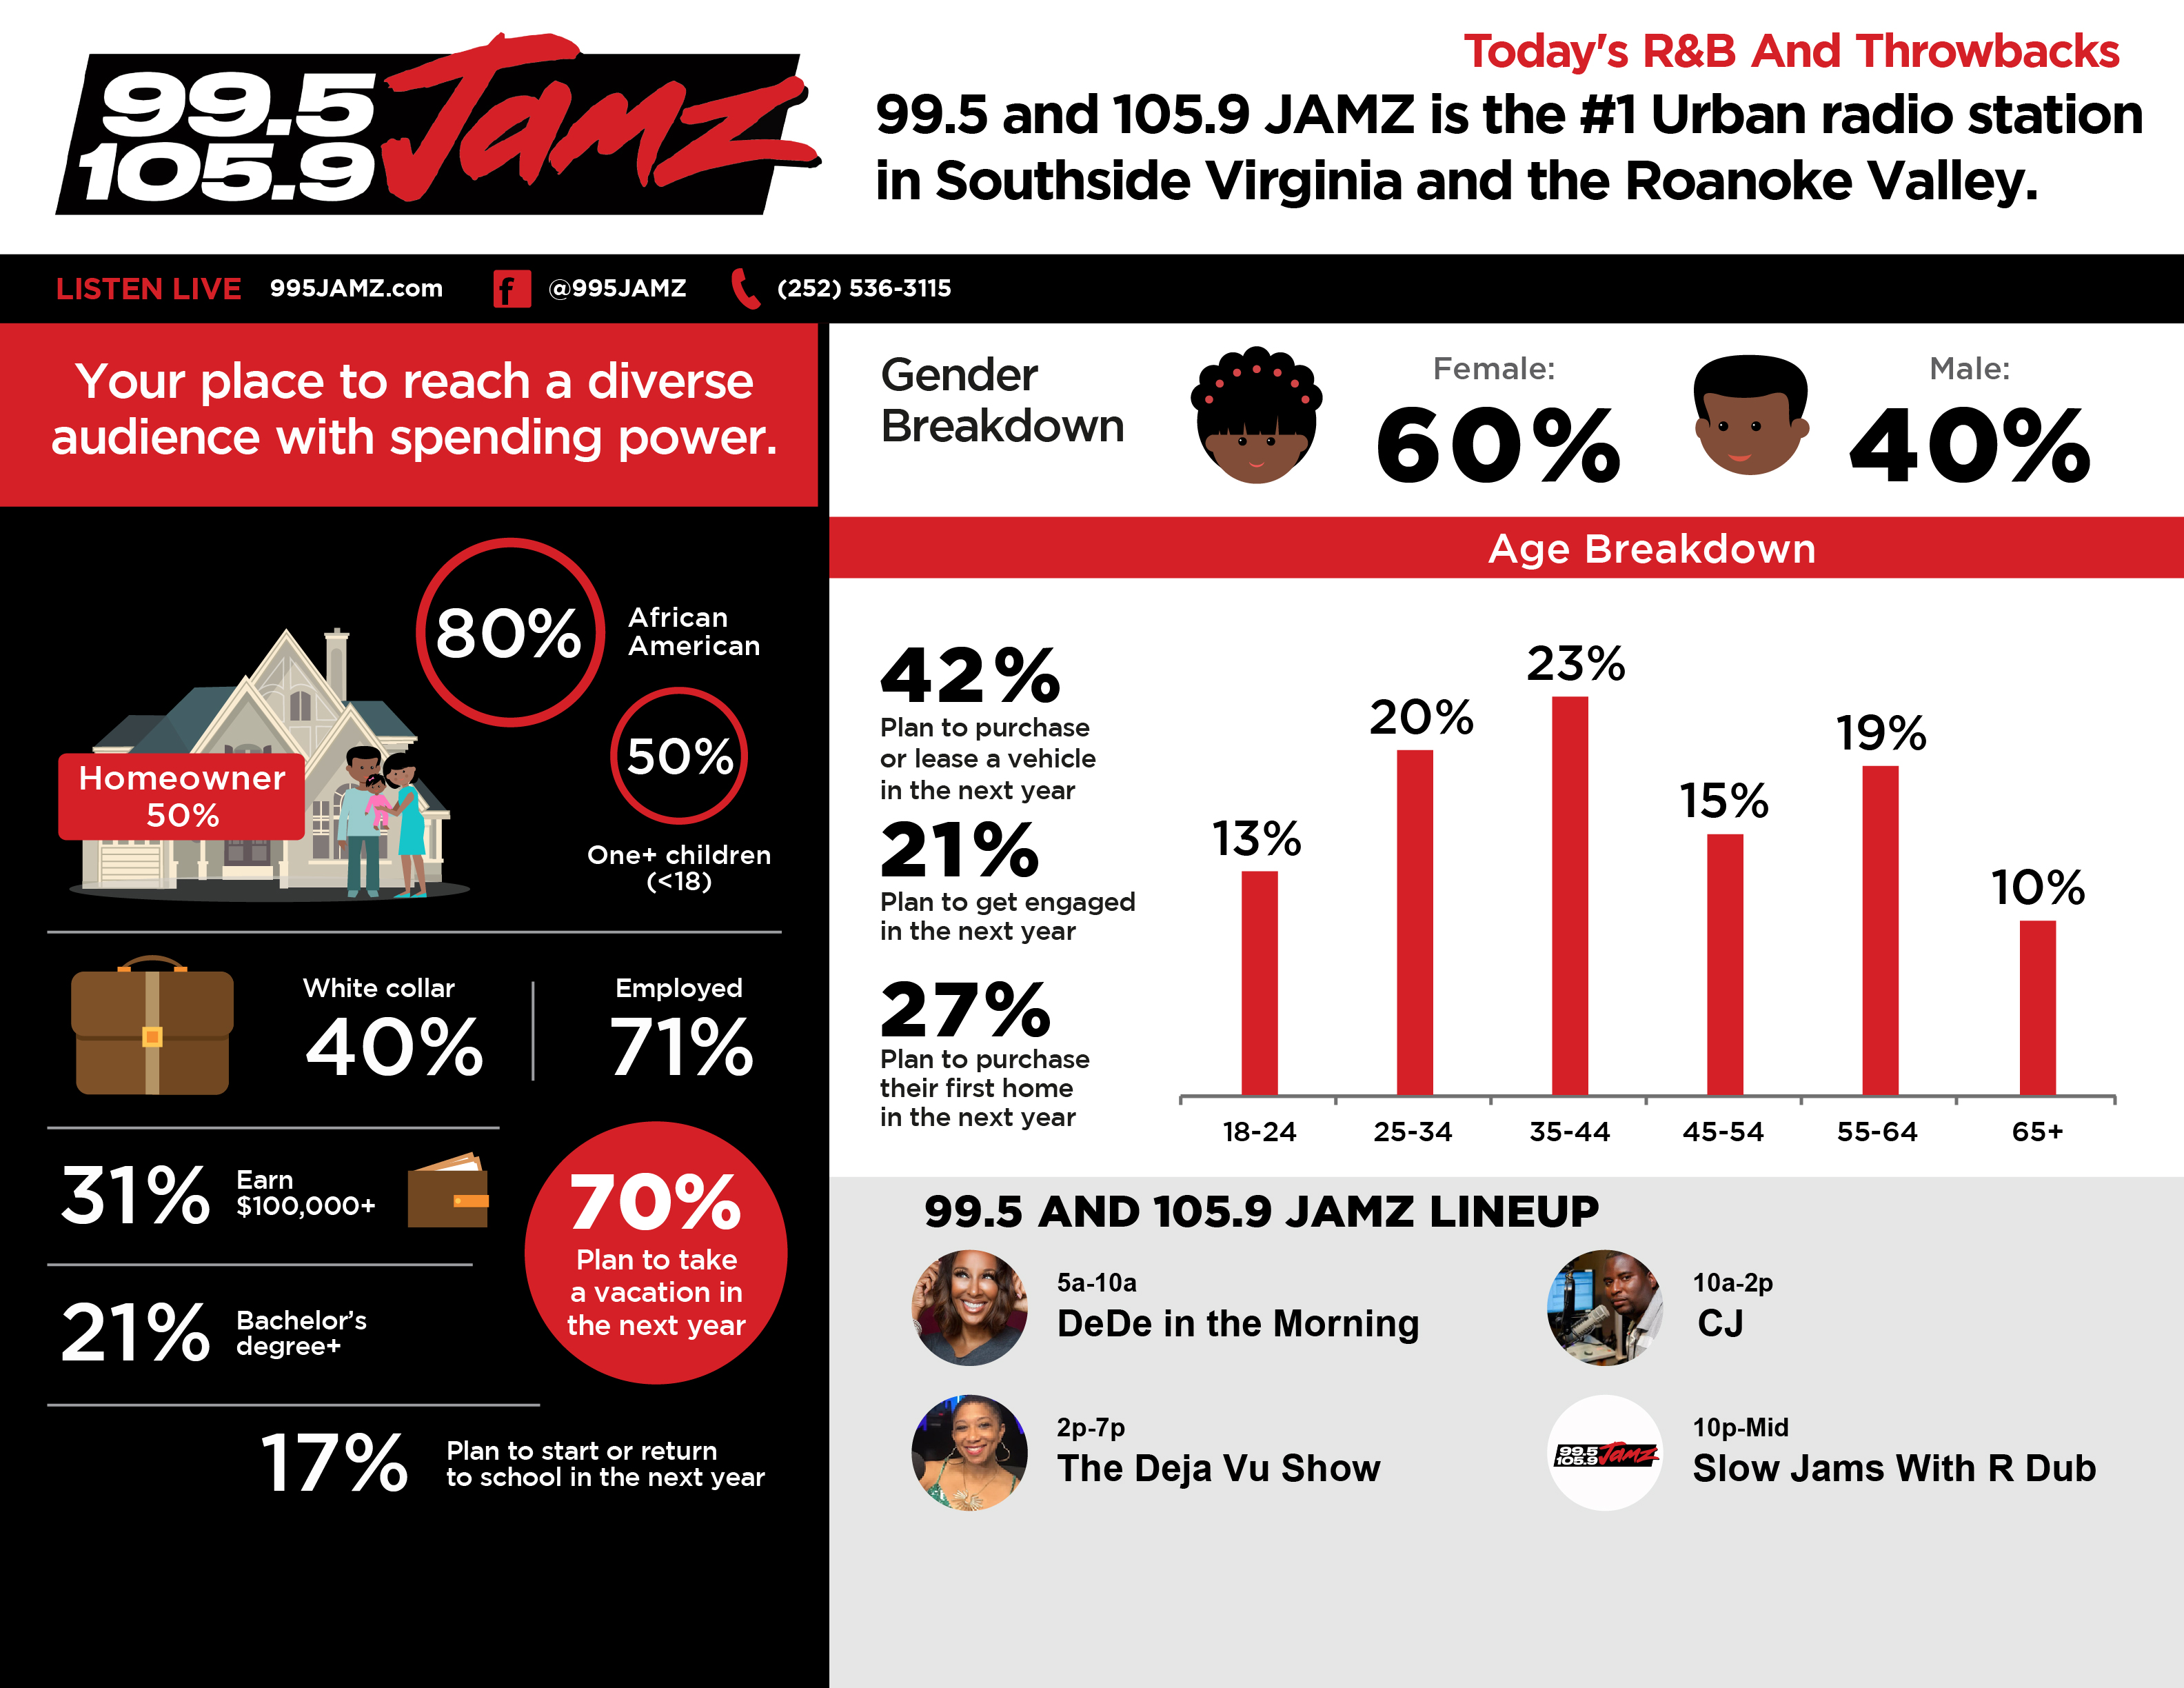 99.5
105.9
Jamz
Today's R&B And Throwbacks
99.5 and 105.9 JAMZ is the #1 Urban radio station
in Southside Virginia and the Roanoke Valley.
LISTEN LIVE 995JAMZ.com @995JAMZ (252) 536-3115
Your place to reach a diverse
audience with spending power.
80%
African
American
50%
One+ children
(<18)
Homeowner
50%
White collar
40%
Employed
71%
31%
Earn
$100,000+
21%
Bachelor's
degree+
70%
Plan to take
a vacation in
the next year
17%
Plan to start or return
to school in the next year
Gender
Breakdown
Female:
60%
Male:
40%
Age Breakdown
42%
Plan to purchase
or lease a vehicle
in the next year
21%
Plan to get engaged
in the next year
27%
Plan to purchase
their first home
in the next year
13%
20%
23%
15%
19%
10%
18-24 25-34 35-44 45-54 55-64 65+
99.5 AND 105.9 JAMZ LINEUP
5a-10a
DeDe in the Morning
10a-2p
CJ
2p-7p
The Deja Vu Show
99.5
105.9
Jamz
10p-Mid
Slow Jams With R Dub